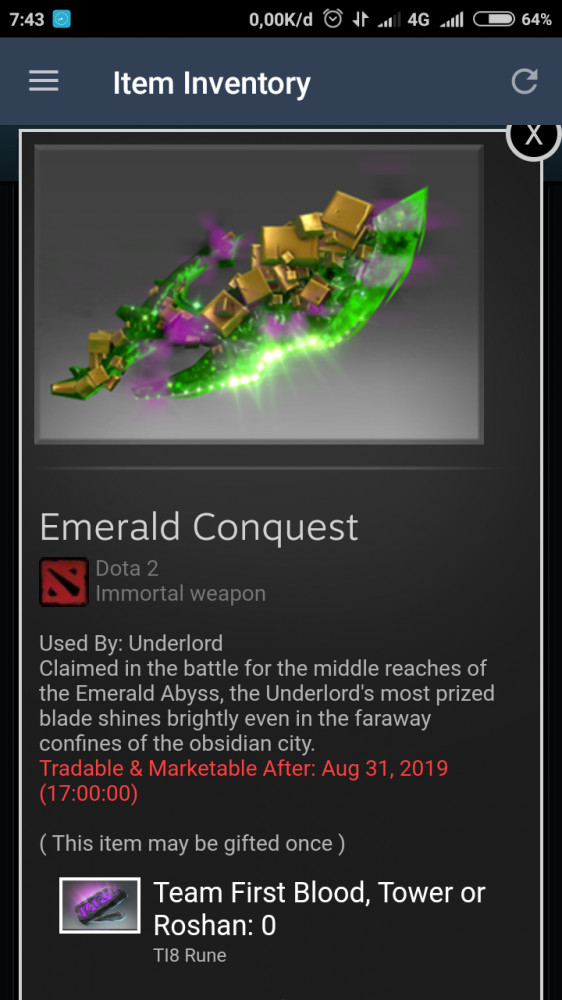 7:43 0,00K/d 4G 64%
Item Inventory
X
Emerald Conquest
Dota 2
Immortal weapon
Used By: Underlord
Claimed in the battle for the middle reaches of
the Emerald Abyss, the Underlord's most prized
blade shines brightly even in the faraway
confines of the obsidian city.
Tradable & Marketable After: Aug 31, 2019
(17:00:00)
( This item may be gifted once )
Team First Blood, Tower or
Roshan: 0
TI8 Rune